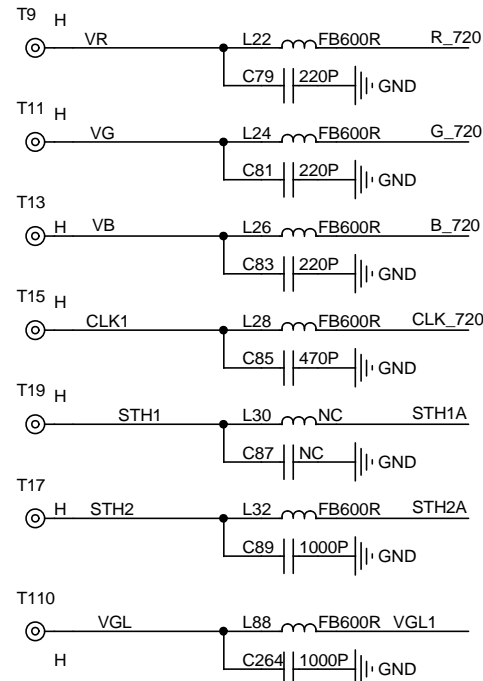 T9 H
VR L22 FB600R R_720
C79 220P GND
T11 H
VG L24 FB600R G_720
C81 220P GND
T13
H VB L26 FB600R B_720
C83 220P GND
T15 H
CLK1 L28 FB600R CLK_720
C85 470P GND
T19 H
STH1 L30 NC STH1A
C87 NC GND
T17
H STH2 L32 FB600R STH2A
C89 1000P GND
T110
VGL L88 FB600R VGL1
H C264 1000P GND